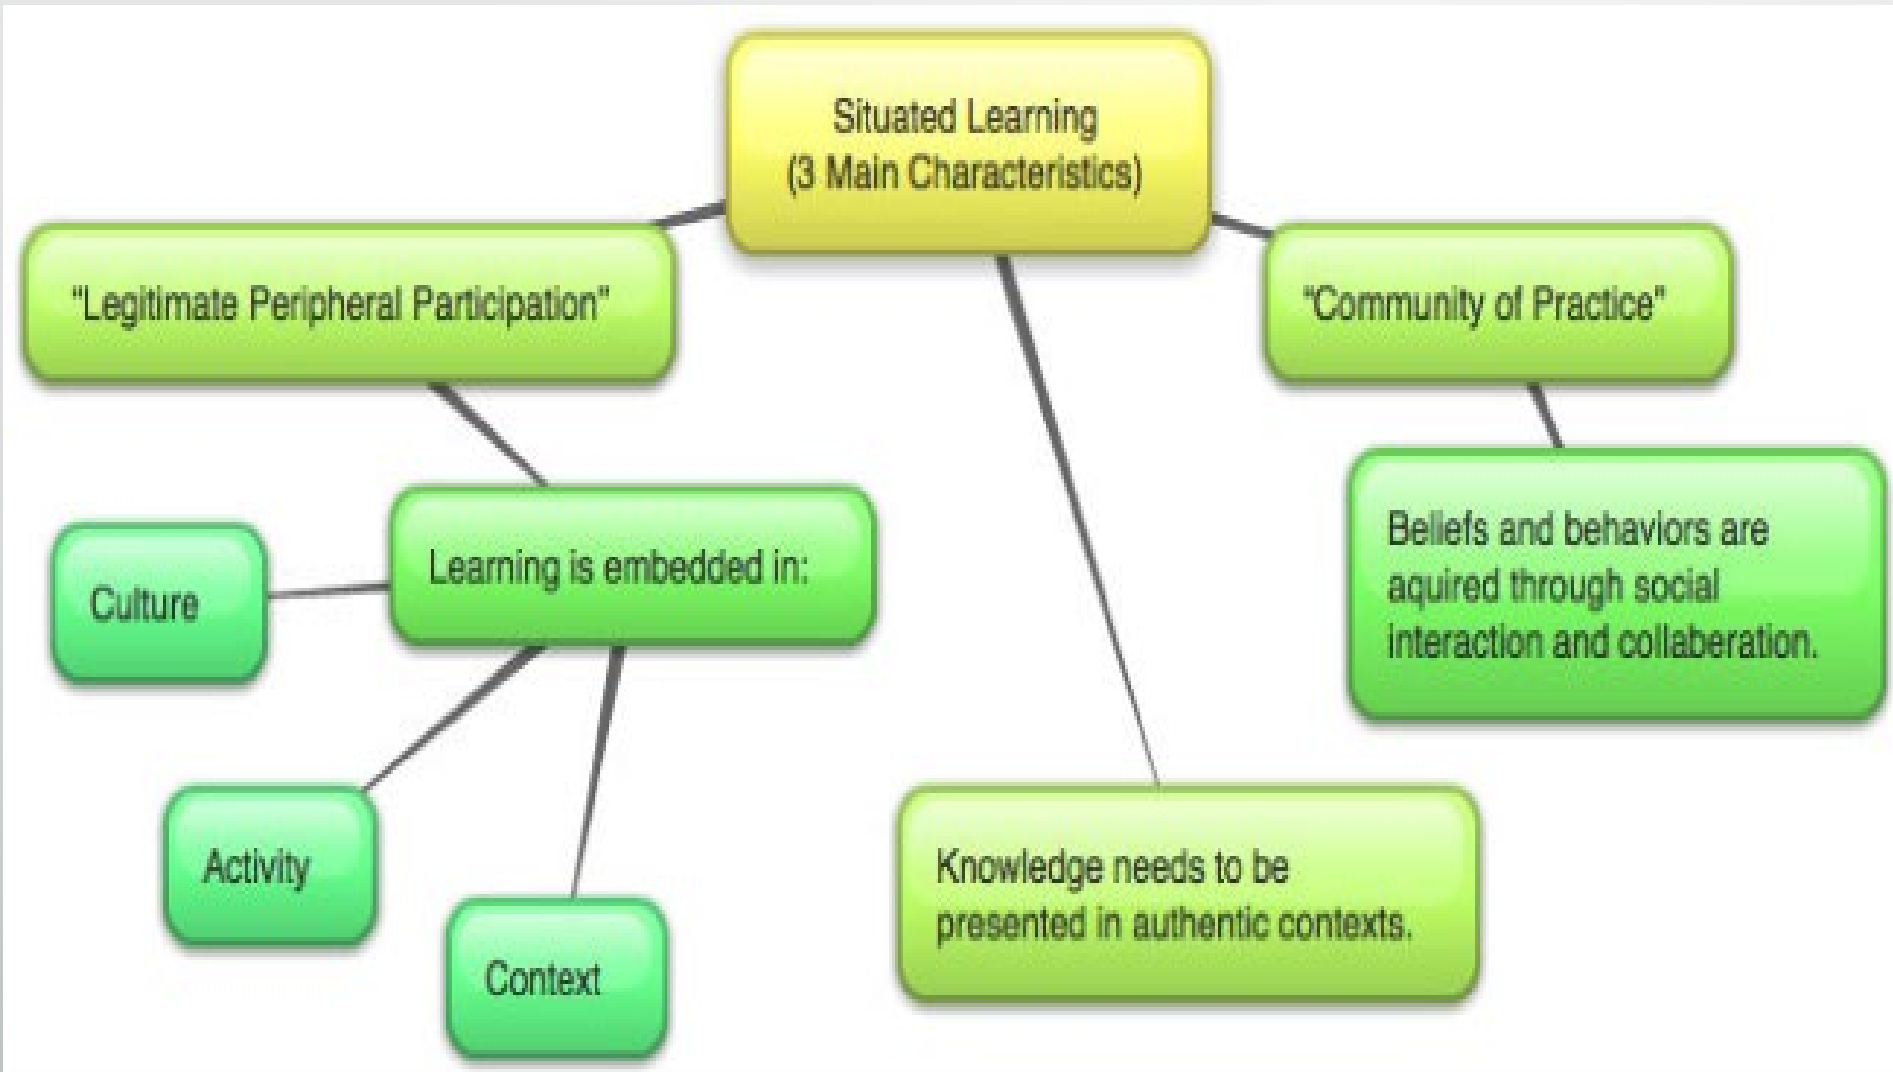 Situated Learning
(3 Main Characteristics)
"Legitimate Peripheral Participation"
"Community of Practice"
Learning is embedded in:
Culture
Activity
Context
Knowledge needs to be
presented in authentic contexts.
Beliefs and behaviors are
aquired through social
interaction and collaberation.